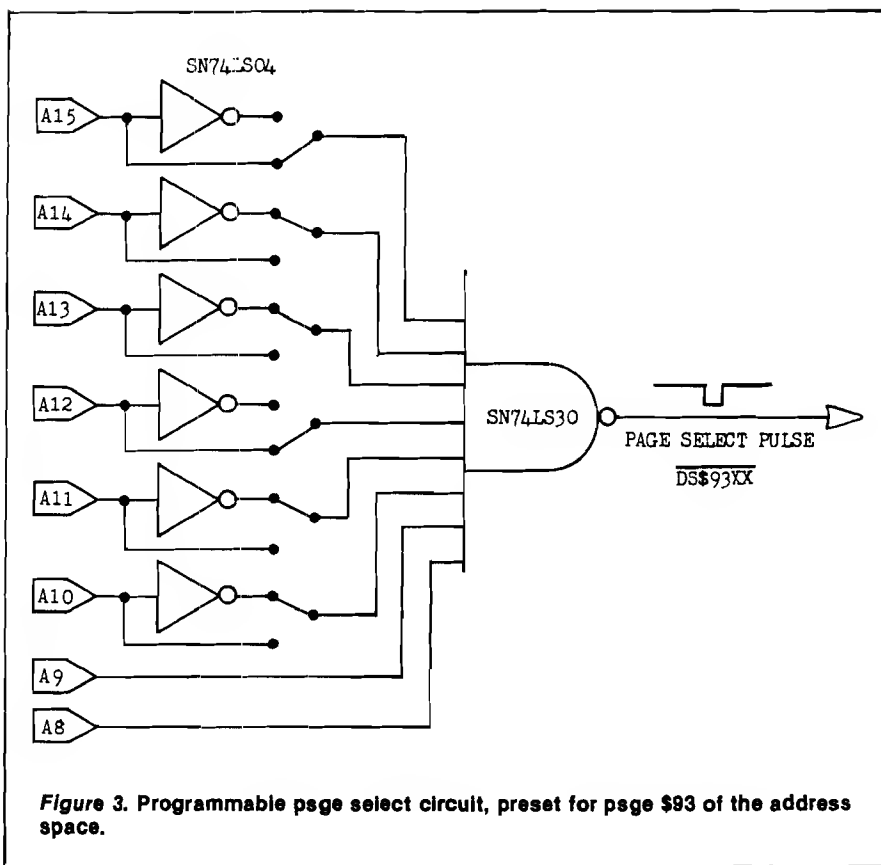 SN74LS04
A15
A14
A13
A12
A11
A10
A9
A8
SN74LS30
PAGE SELECT PULSE
DS$93XX
Figure 3. Programmable psge select circuit, preset for psge $93 of the address
space.